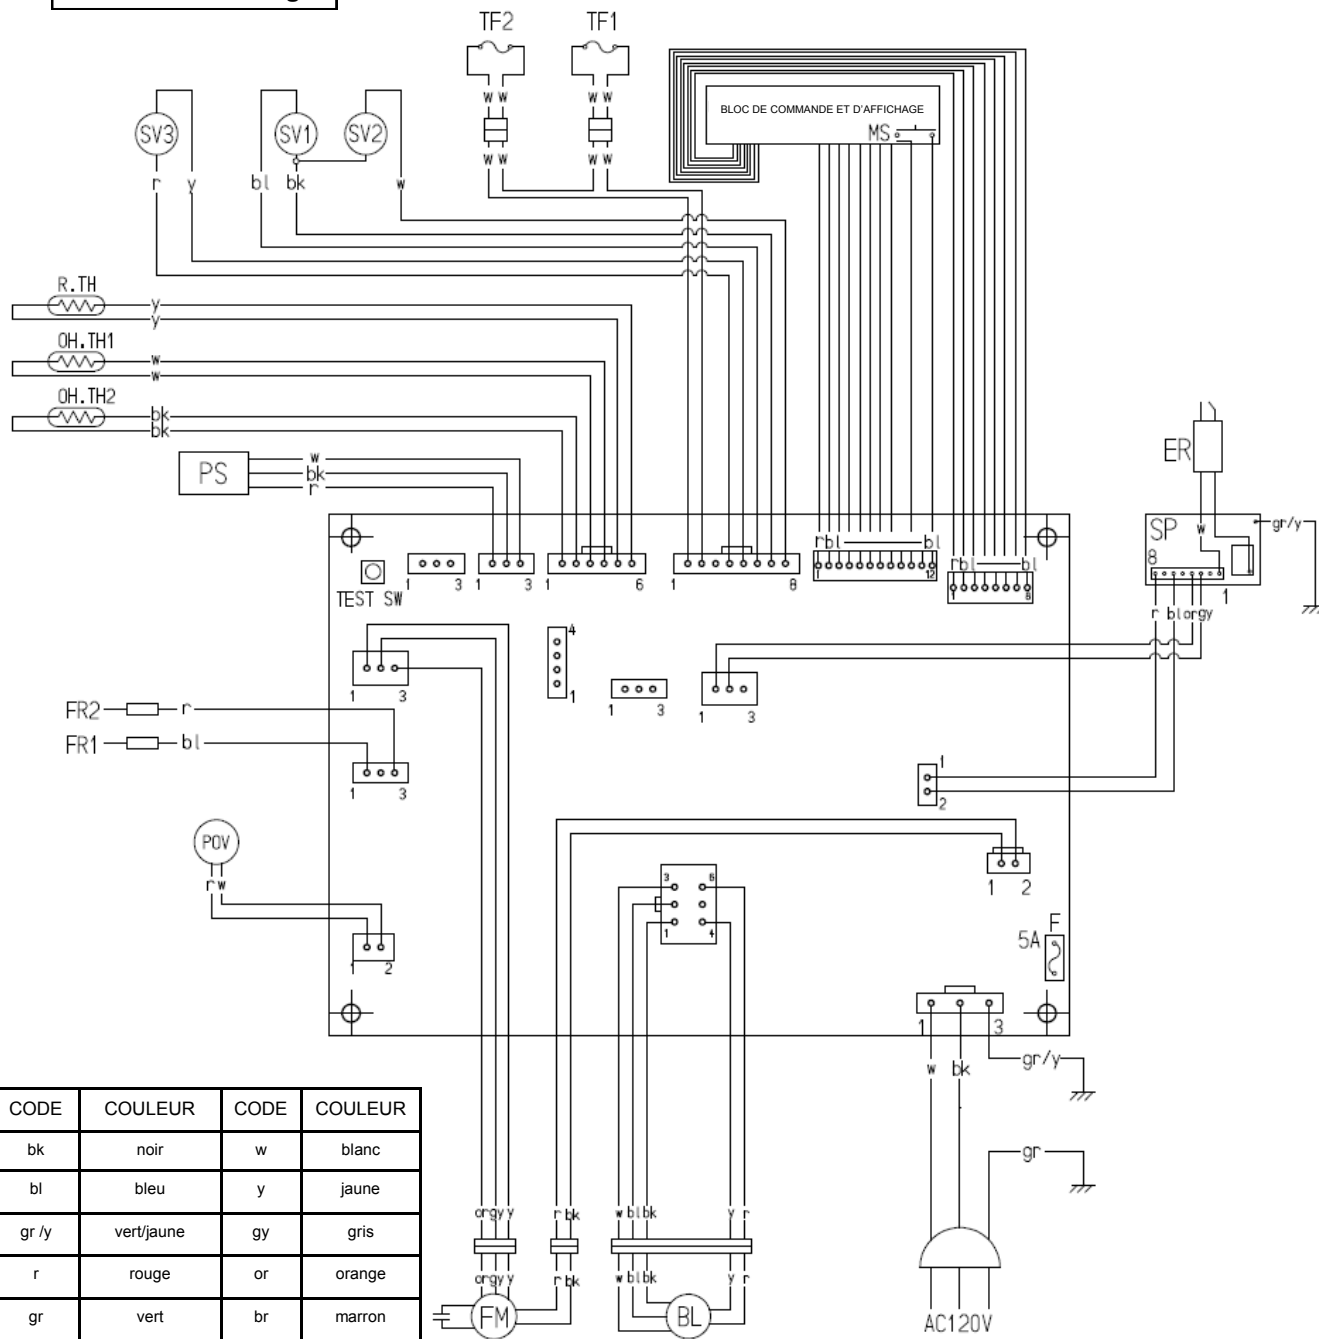 TF2 TF1
w w w w
BLOC DE COMMANDE ET D'AFFICHAGE
MS
SV3 SV1 SV2
w w w w
r y bl bk w
R.TH
y
y
OH.TH1
w
w
OH.TH2
bk
bk
PS
w
bk
r
ER
SP
w
gr/y
8
1
r bl or gy
r bl bl
r bl bl
1 3 1 3 1 6 1 8 1 12
1 8
TEST SW
4
1
1 3
1 3
1 3
FR2 r
FR1 bl
1 3
1
2
POV
r w
1 2
3 6
1 4
1 2
F
5A
1 3
w bk
gr/y
gr
or gy y r bk w bl bk y r
or gy y r bk w bl bk y r
FM BL
AC120V
CODE COULEUR CODE COULEUR
bk noir w blanc
bl bleu y jaune
gr /y vert/jaune gy gris
r rouge or orange
gr vert br marron